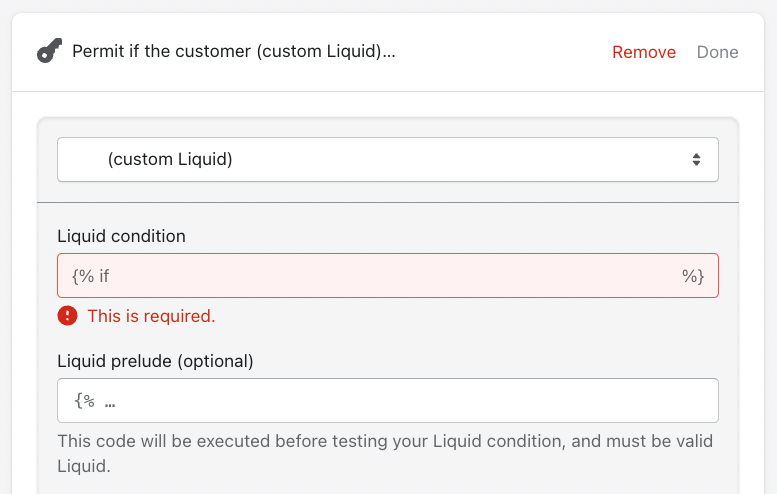 Permit if the customer (custom Liquid)...
Remove
Done
(custom Liquid)
Liquid condition
{% if
%}
This is required.
Liquid prelude (optional)
{% …
This code will be executed before testing your Liquid condition, and must be valid
Liquid.